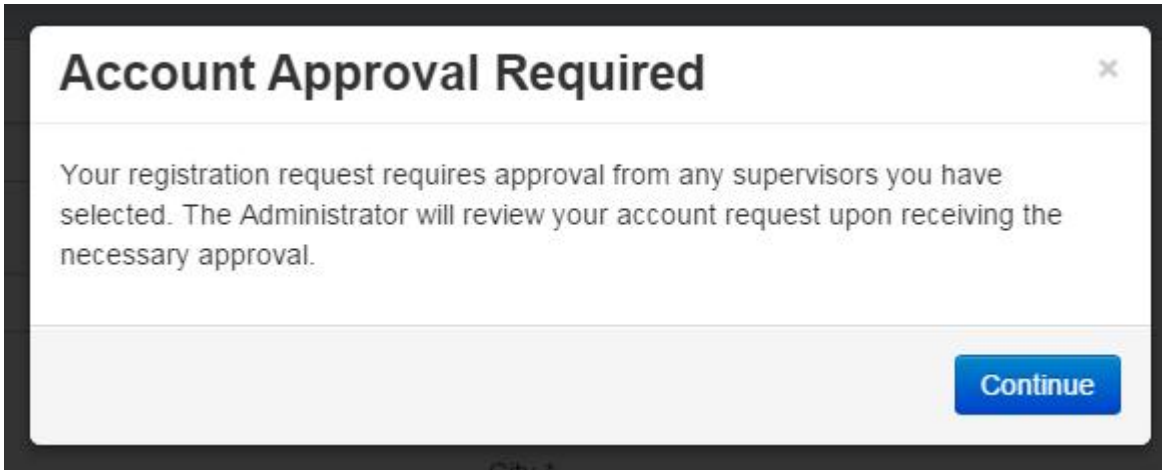 Account Approval Required
×
Your registration request requires approval from any supervisors you have
selected. The Administrator will review your account request upon receiving the
necessary approval.
Continue